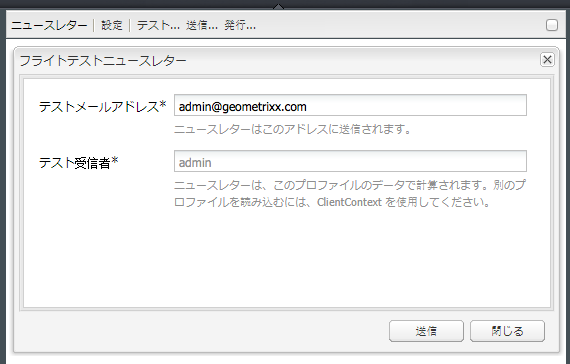 ニュースレター 設定 テスト... 送信... 発行...
フライトテストニュースレター
テストメールアドレス* admin@geometrixx.com
ニュースレターはこのアドレスに送信されます。
テスト受信者* admin
ニュースレターは、このプロファイルのデータで計算されます。別のプ
ロファイルを読み込むには、ClientContext を使用してください。
送信 閉じる